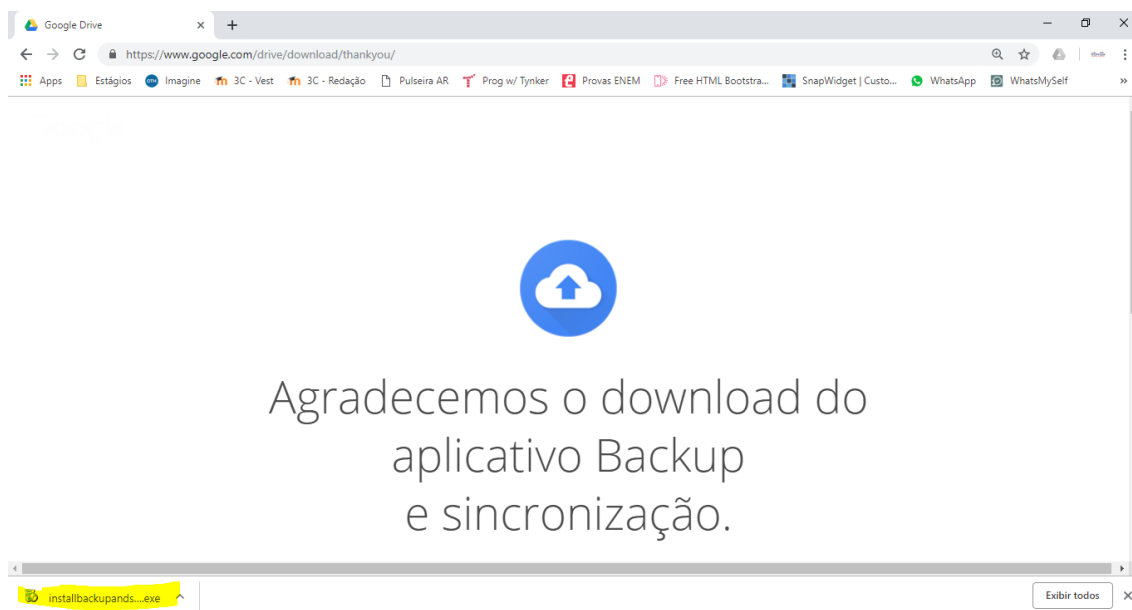 Google Drive
https://www.google.com/drive/download/thankyou/
Apps Estágios Imagine 3C - Vest 3C - Redação Pulseira AR Prog w/ Tynker Provas ENEM Free HTML Bootstra... SnapWidget | Custo... WhatsApp WhatsMySelf »
Agradecemos o download do
aplicativo Backup
e sincronização.
installbackupands....exe Exibir todos